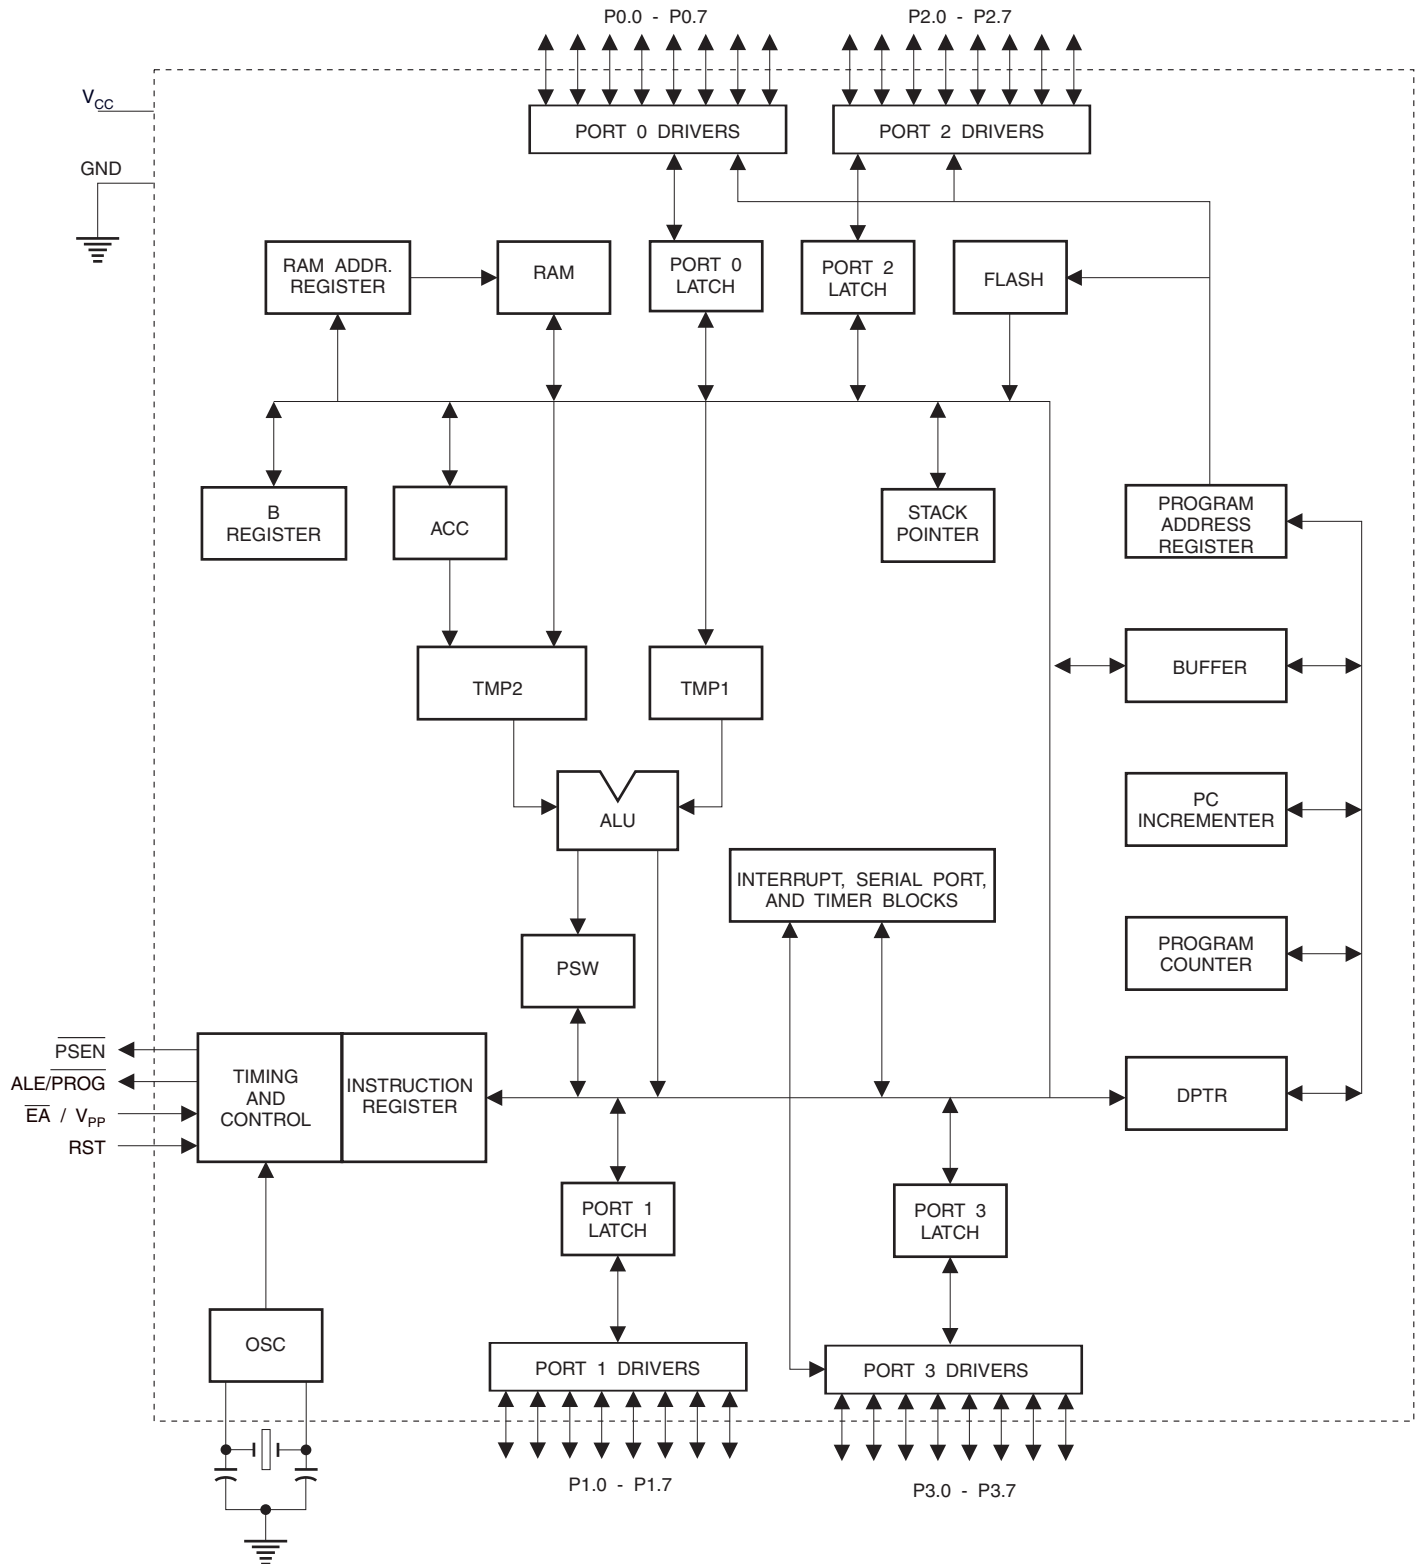 P0.0 - P0.7
P2.0 - P2.7
VCC
PORT 0 DRIVERS
PORT 2 DRIVERS
GND
RAM ADDR.
REGISTER
RAM
PORT 0
LATCH
PORT 2
LATCH
FLASH
B
REGISTER
ACC
STACK
POINTER
PROGRAM
ADDRESS
REGISTER
TMP2
TMP1
BUFFER
ALU
PC
INCREMENTER
INTERRUPT, SERIAL PORT,
AND TIMER BLOCKS
PSW
PROGRAM
COUNTER
PSEN
ALE/PROG
EA / VPP
RST
TIMING
AND
CONTROL
INSTRUCTION
REGISTER
DPTR
PORT 1
LATCH
PORT 3
LATCH
OSC
PORT 1 DRIVERS
PORT 3 DRIVERS
P1.0 - P1.7
P3.0 - P3.7